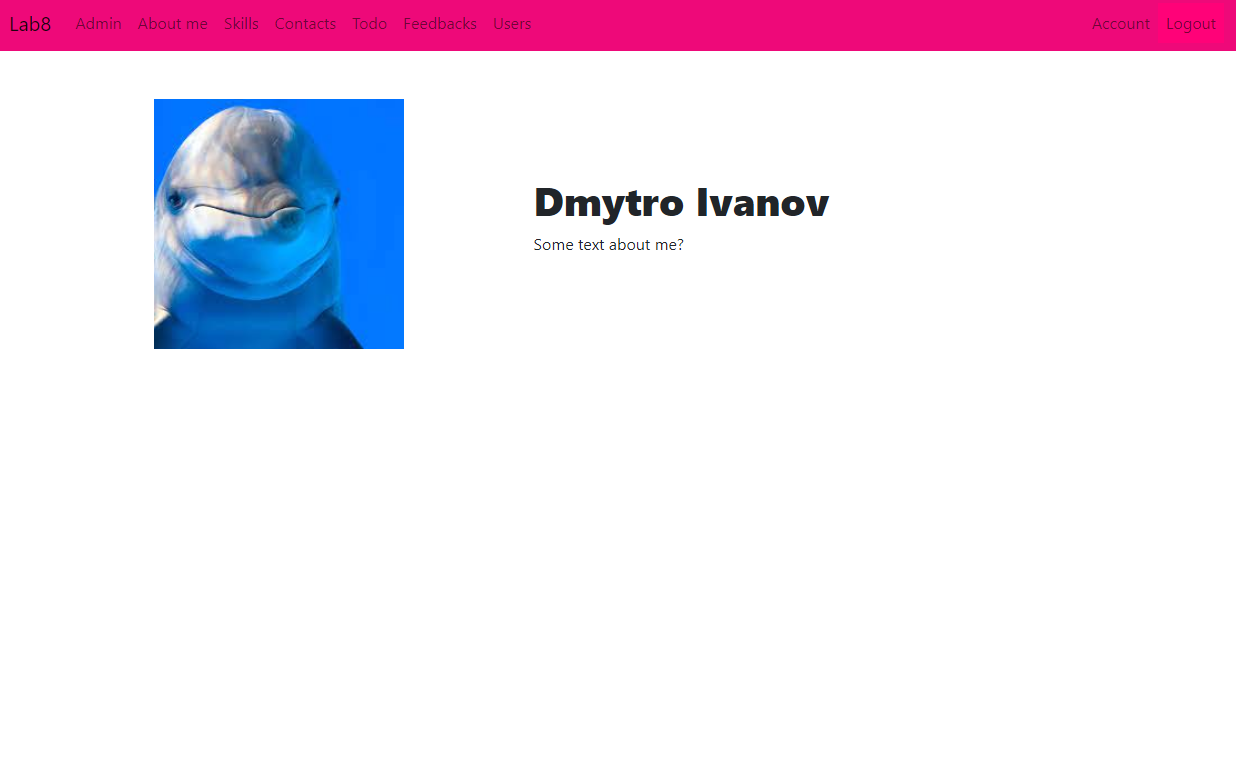 Lab8 Admin About me Skills Contacts Todo Feedbacks Users Account Logout
Dmytro Ivanov
Some text about me?